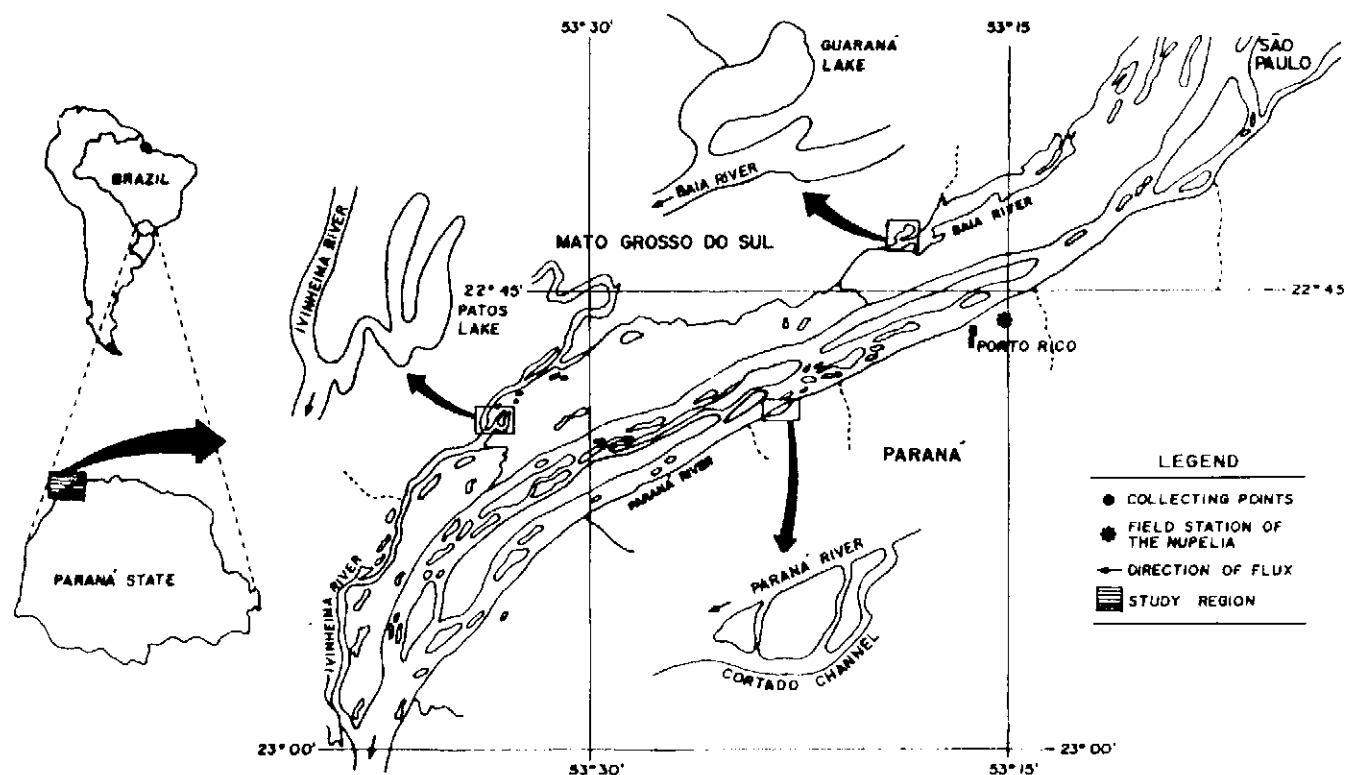 53° 30'
53° 15
SÃO
PAULO
GUARANÁ
LAKE
BRAZIL
BAIA RIVER
BAIA RIVER
IVINHEIMA RIVER
MATO GROSSO DO SUL
22° 45'
22° 45
PATOS
LAKE
PORTO RICO
PARANÁ
PARANÁ RIVER
LEGEND
COLLECTING POINTS
FIELD STATION OF
THE NUPELIA
DIRECTION OF FLUX
STUDY REGION
PARANÁ STATE
IVINHEIMA RIVER
PARANÁ RIVER
CORTADO CHANNEL
23° 00'
23° 00
53° 30'
53° 15